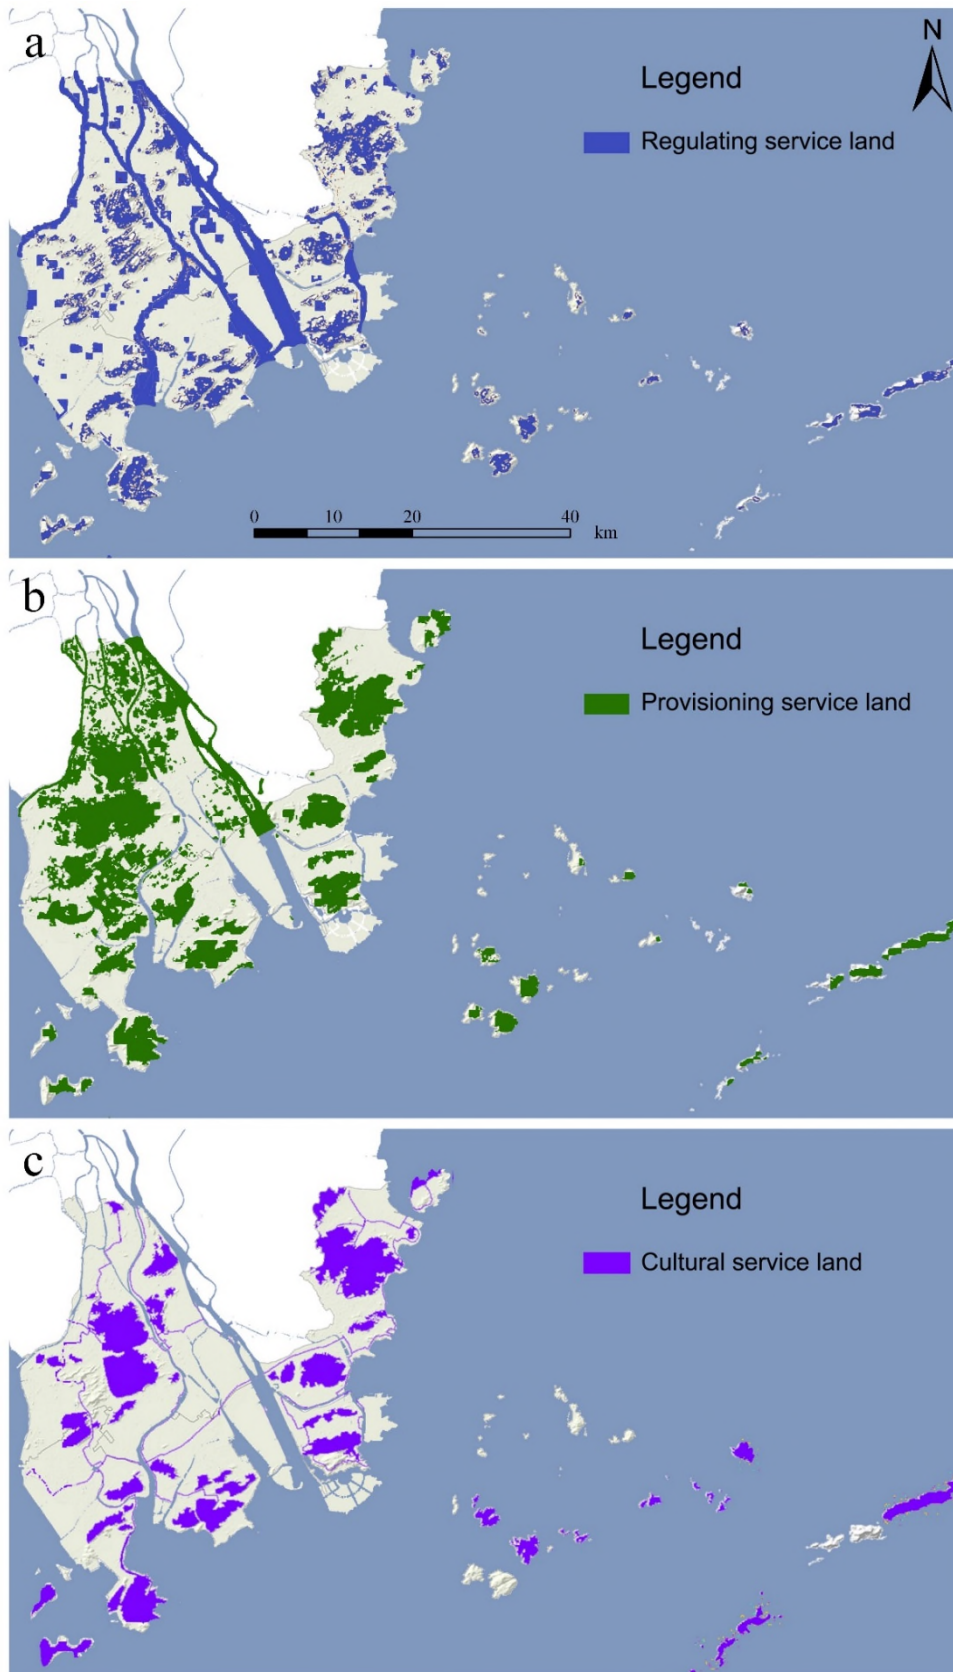 a
N
Legend
Regulating service land
0 10 20 40
km
b
Legend
Provisioning service land
c
Legend
Cultural service land